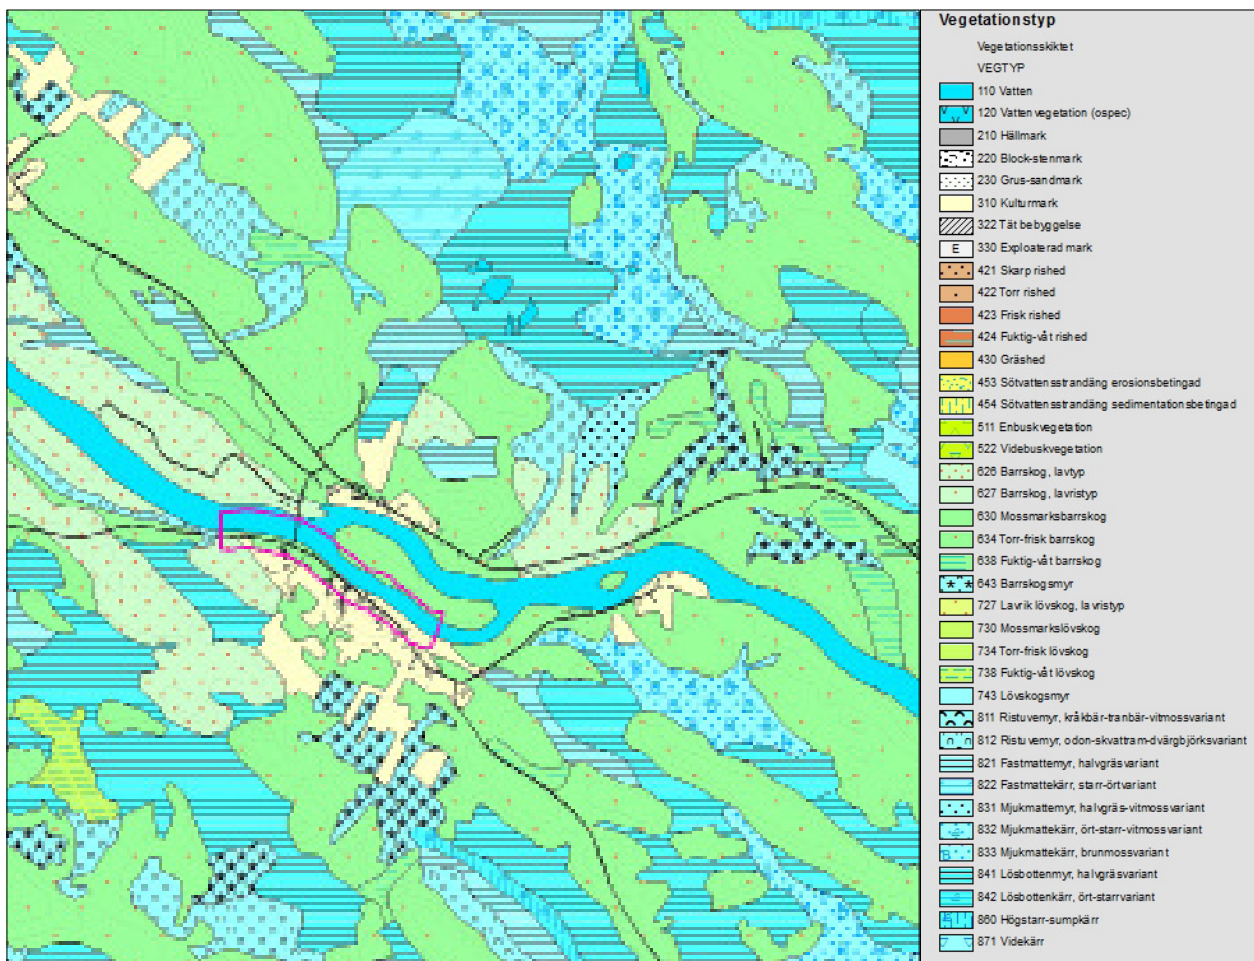 Vegetationstyp
Vegetationsskiktet
VEGTYP
110 Vatten
120 Vattenvegetation (ospec)
210 Hällmark
220 Block-stenmark
230 Grus-sandmark
310 Kulturmark
322 Tät bebyggelse
E 330 Exploaterad mark
421 Skarp rished
422 Torr rished
423 Frisk rished
424 Fuktig-våt rished
430 Gräshed
453 Sötvattensstrandäng erosionsbetingad
454 Sötvattensstrandäng sedimentationsbetingad
511 Enbuskvegetation
522 Videbuskvegetation
626 Barrskog, lavtyp
627 Barrskog, lavristyp
630 Mossmarksbarrskog
634 Torr-frisk barrskog
638 Fuktig-våt barrskog
643 Barrskogsmyr
727 Lavrik lövskog, lavristyp
730 Mossmarkslövskog
734 Torr-frisk lövskog
738 Fuktig-våt lövskog
743 Lövskogsmyr
811 Ristuvemyr, kråkbär-tranbär-vitmossvariant
812 Ristuvemyr, odon-skvattram-dvärgbjörksvariant
821 Fastmattemyr, halvgräsvariant
822 Fastmattekärr, starr-örtvariant
831 Mjukmattemyr, halvgräs-vitmossvariant
832 Mjukmattekärr, ört-starr-vitmossvariant
833 Mjukmattekärr, brunmossvariant
841 Lösbottenmyr, halvgräsvariant
842 Lösbottenkärr, ört-starrvariant
860 Högstarr-sumpkärr
871 Videkärr